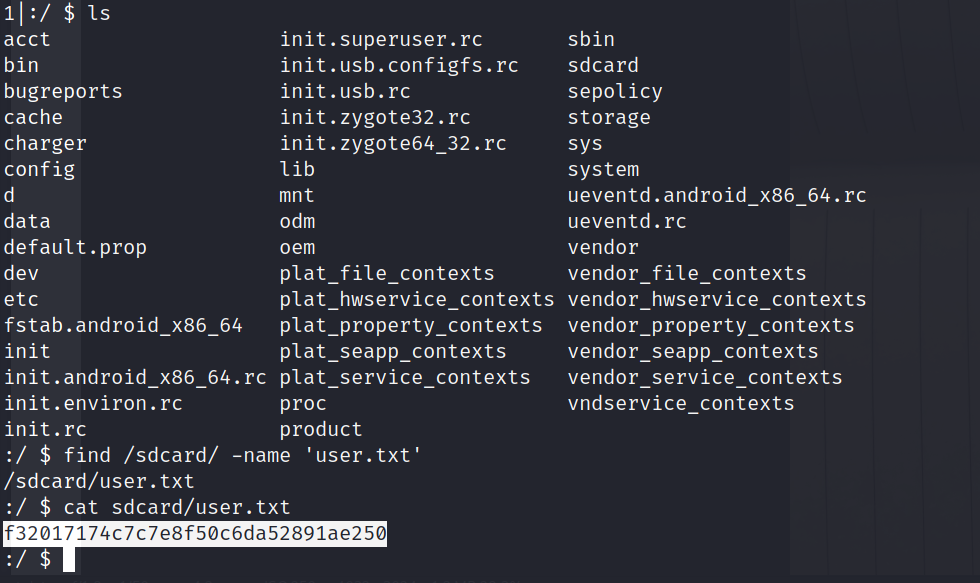 1|:/ $ ls
acct init.superuser.rc sbin
bin init.usb.configfs.rc sdcard
bugreports init.usb.rc sepolicy
cache init.zygote32.rc storage
charger init.zygote64_32.rc sys
config lib system
d mnt ueventd.android_x86_64.rc
data odm ueventd.rc
default.prop oem vendor
dev plat_file_contexts vendor_file_contexts
etc plat_hwservice_contexts vendor_hwservice_contexts
fstab.android_x86_64 plat_property_contexts vendor_property_contexts
init plat_seapp_contexts vendor_seapp_contexts
init.android_x86_64.rc plat_service_contexts vendor_service_contexts
init.environ.rc proc vndservice_contexts
init.rc product
:/ $ find /sdcard/ -name 'user.txt'
/sdcard/user.txt
:/ $ cat sdcard/user.txt
f32017174c7c7e8f50c6da52891ae250
:/ $